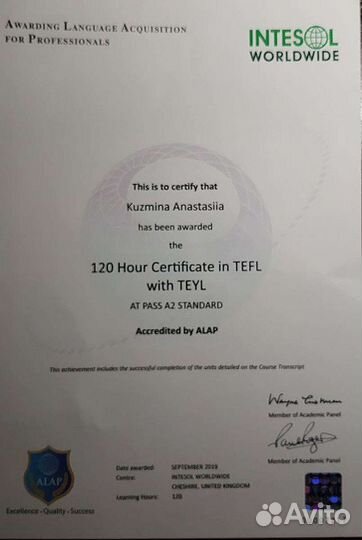 Awarding Language Acquisition
for Professionals
INTESOL
WORLDWIDE
This is to certify that
Kuzmina Anastasiia
has been awarded
the
120 Hour Certificate in TEFL
with TEYL
AT PASS A2 STANDARD
Accredited by ALAP
This achievement includes the successful completion of the units detailed on the Course Transcript
Member of Academic Panel
Member of Academic Panel
ALAP
Excellence - Quality - Success
Date awarded: SEPTEMBER 2019
Centre: INTESOL WORLDWIDE
CHESHIRE, UNITED KINGDOM
Learning Hours: 120
Avito